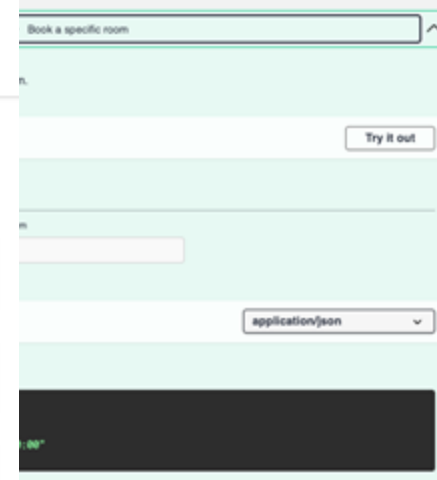 Book a specific room
n.
Try it out
m
application/json
:00"